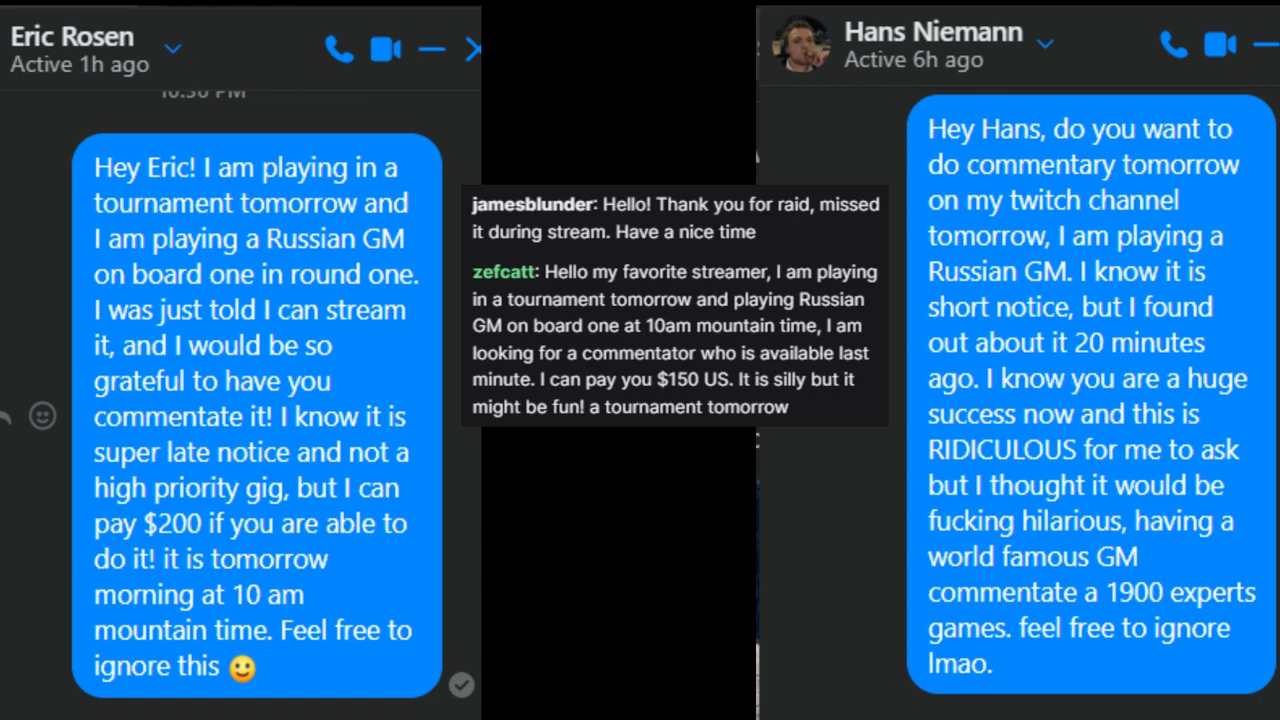 Eric Rosen
Active 1h ago
10:30 PM
Hey Eric! I am playing in a
tournament tomorrow and
I am playing a Russian GM
on board one in round one.
I was just told I can stream
it, and I would be so
grateful to have you
commentate it! I know it is
super late notice and not a
high priority gig, but I can
pay $200 if you are able to
do it! it is tomorrow
morning at 10 am
mountain time. Feel free to
ignore this 🙂
jamesblunder: Hello! Thank you for raid, missed
it during stream. Have a nice time
zefcatt: Hello my favorite streamer, I am playing
in a tournament tomorrow and playing Russian
GM on board one at 10am mountain time, I am
looking for a commentator who is available last
minute. I can pay you $150 US. It is silly but it
might be fun! a tournament tomorrow
Hans Niemann
Active 6h ago
Hey Hans, do you want to
do commentary tomorrow
on my twitch channel
tomorrow, I am playing a
Russian GM. I know it is
short notice, but I found
out about it 20 minutes
ago. I know you are a huge
success now and this is
RIDICULOUS for me to ask
but I thought it would be
fucking hilarious, having a
world famous GM
commentate a 1900 experts
games. feel free to ignore
lmao.